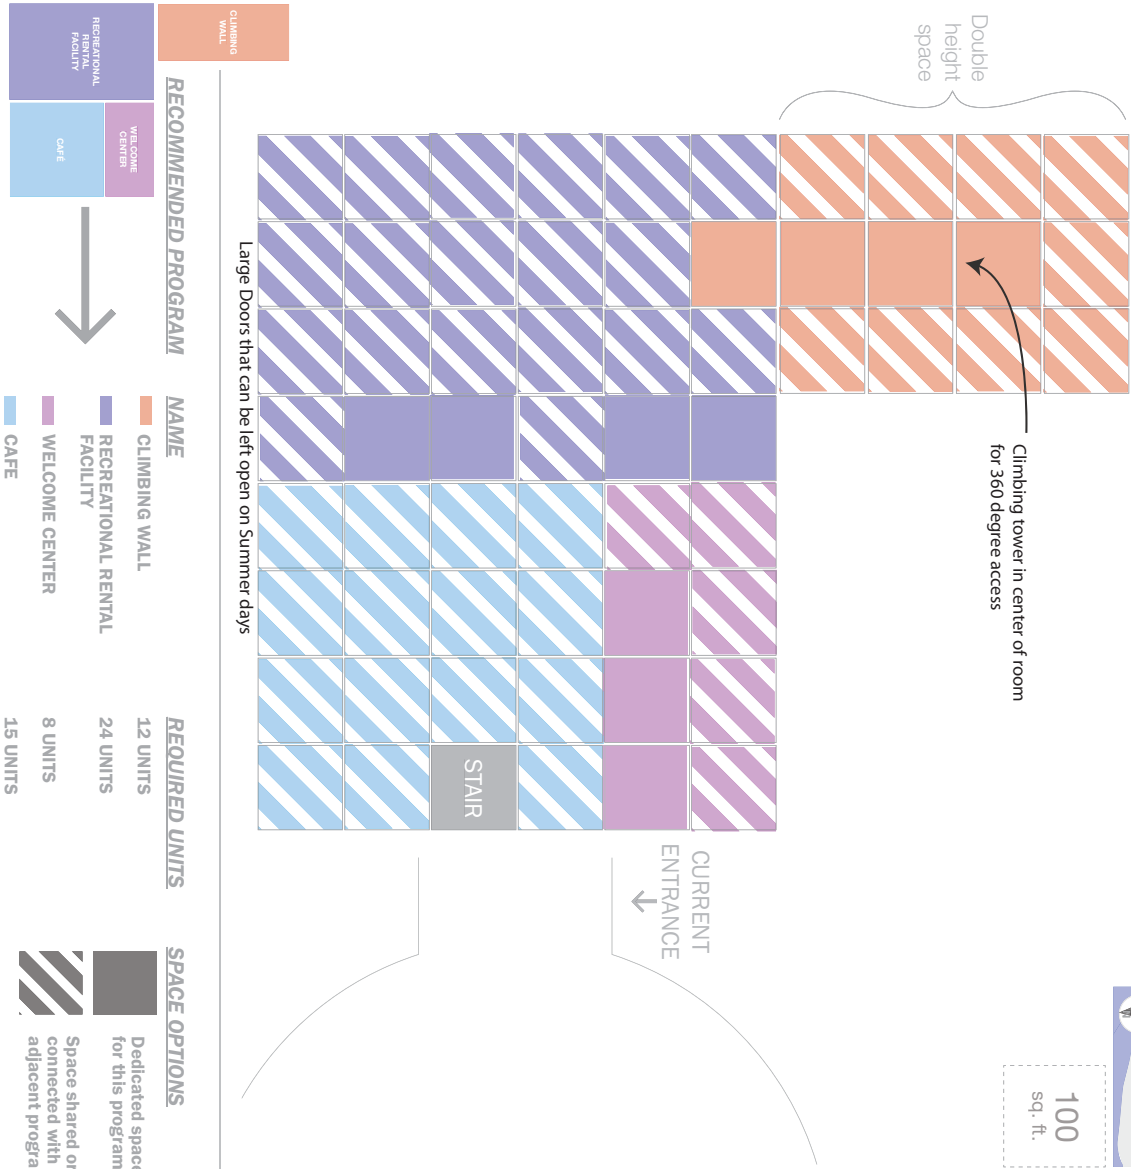 Double
height
space
Climbing tower in center of room
for 360 degree access
100
sq. ft.
CURRENT
ENTRANCE
STAIR
Large Doors that can be left open on Summer days
CLIMBING
WALL
RECREATIONAL
RENTAL
FACILITY
WELCOME
CENTER
CAFÉ
RECOMMENDED PROGRAM
NAME
REQUIRED UNITS
SPACE OPTIONS
CLIMBING WALL
12 UNITS
RECREATIONAL RENTAL
FACILITY
24 UNITS
WELCOME CENTER
8 UNITS
CAFE
15 UNITS
Dedicated space
for this program
Space shared or
connected with
adjacent progra